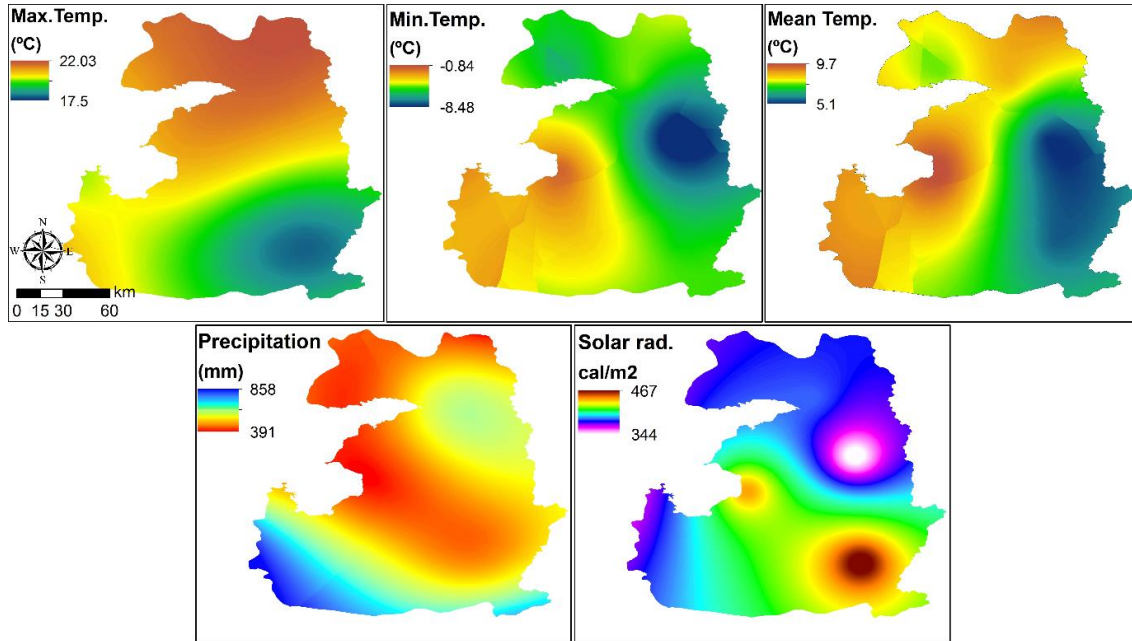 Max.Temp.
(ºC)
22.03
17.5
N
W E
S
km
0 15 30 60
Min.Temp.
(ºC)
-0.84
-8.48
Mean Temp.
(ºC)
9.7
5.1
Precipitation
(mm)
858
391
Solar rad.
cal/m2
467
344